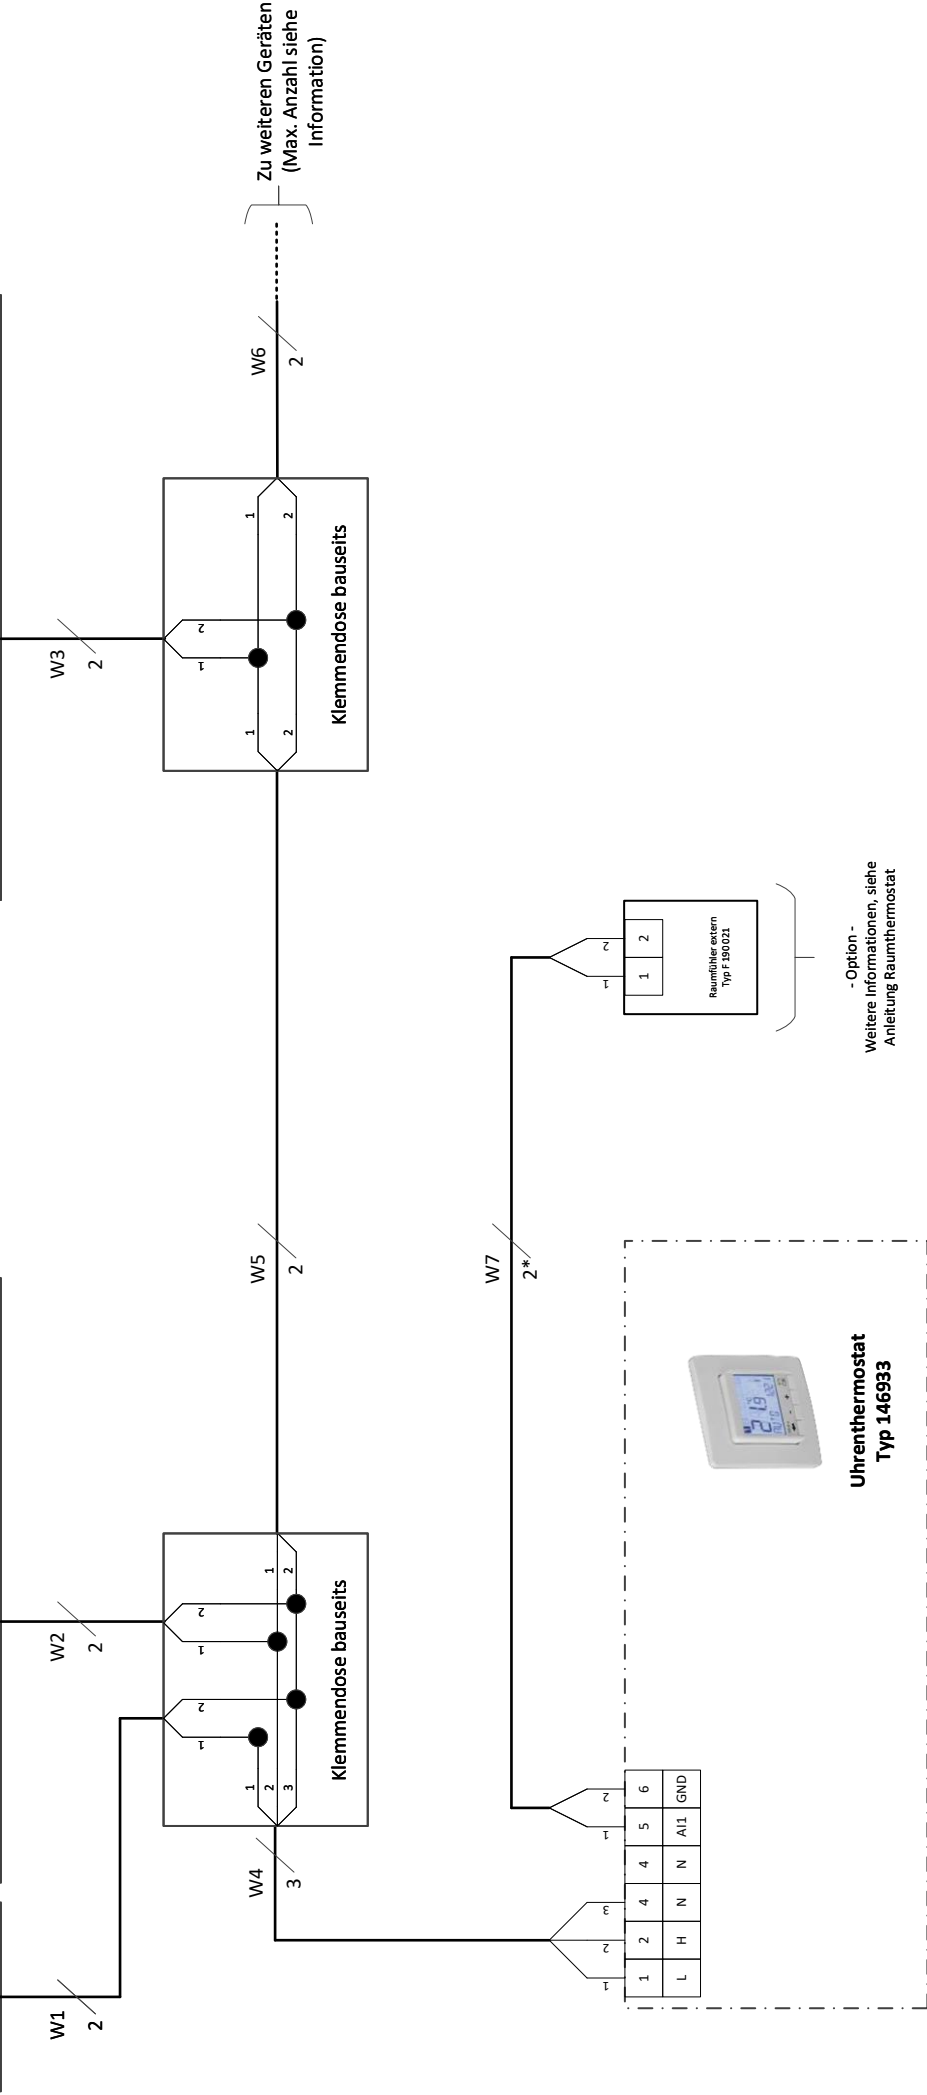 Zu weiteren Geräten
(Max. Anzahl siehe
Information)
W6
2
W3
2
1
2
1
2
1
2
Klemmendose bauseits
W5
2
W2
2
W1
2
1
2
1
2
1
2
1
2
3
Klemmendose bauseits
W4
3
W7
2*
1
2
1
2
Raumfühler extern
Typ F 190021
- Option -
Weitere Informationen, siehe
Anleitung Raumthermostat
1
2
3
1
2
1
2
4
4
5
6
L
H
N
N
AI1
GND
21.9
Uhrenthermostat
Typ 146933